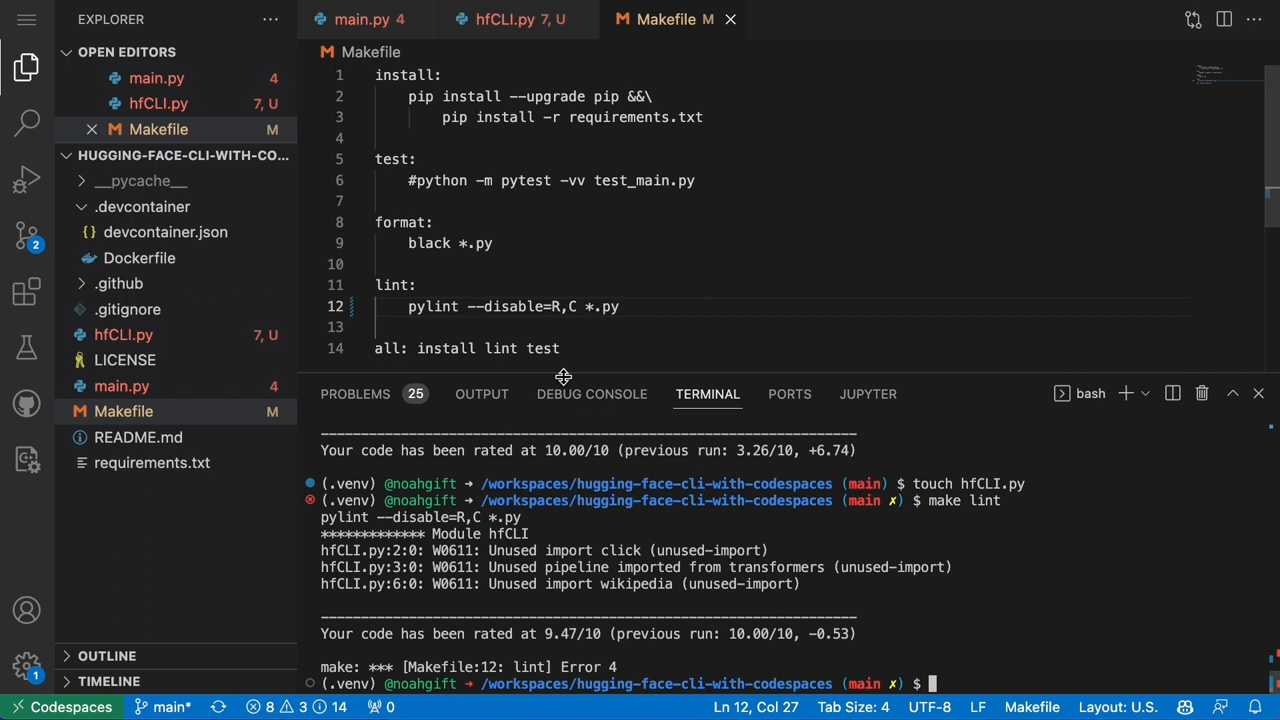 EXPLORER
OPEN EDITORS
main.py 4
hfCLI.py 7, U
Makefile M
HUGGING-FACE-CLI-WITH-CO...
__pycache__
.devcontainer
{} devcontainer.json
Dockerfile
.github
.gitignore
hfCLI.py 7, U
LICENSE
main.py 4
Makefile M
README.md
requirements.txt
OUTLINE
TIMELINE
2
1
main.py 4
hfCLI.py 7, U
Makefile M
Makefile
1 install:
2 pip install --upgrade pip &&\
3 pip install -r requirements.txt
4
5 test:
6 #python -m pytest -vv test_main.py
7
8 format:
9 black *.py
10
11 lint:
12 pylint --disable=R,C *.py
13
14 all: install lint test
PROBLEMS 25 OUTPUT DEBUG CONSOLE TERMINAL PORTS JUPYTER bash
Your code has been rated at 10.00/10 (previous run: 3.26/10, +6.74)
(.venv) @noahgift → /workspaces/hugging-face-cli-with-codespaces (main) $ touch hfCLI.py
(.venv) @noahgift → /workspaces/hugging-face-cli-with-codespaces (main ✗) $ make lint
pylint --disable=R,C *.py
************* Module hfCLI
hfCLI.py:2:0: W0611: Unused import click (unused-import)
hfCLI.py:3:0: W0611: Unused pipeline imported from transformers (unused-import)
hfCLI.py:6:0: W0611: Unused import wikipedia (unused-import)
Your code has been rated at 9.47/10 (previous run: 10.00/10, -0.53)
make: *** [Makefile:12: lint] Error 4
(.venv) @noahgift → /workspaces/hugging-face-cli-with-codespaces (main ✗) $
Codespaces main* 8 3 14 0 Ln 12, Col 27 Tab Size: 4 UTF-8 LF Makefile Layout: U.S.